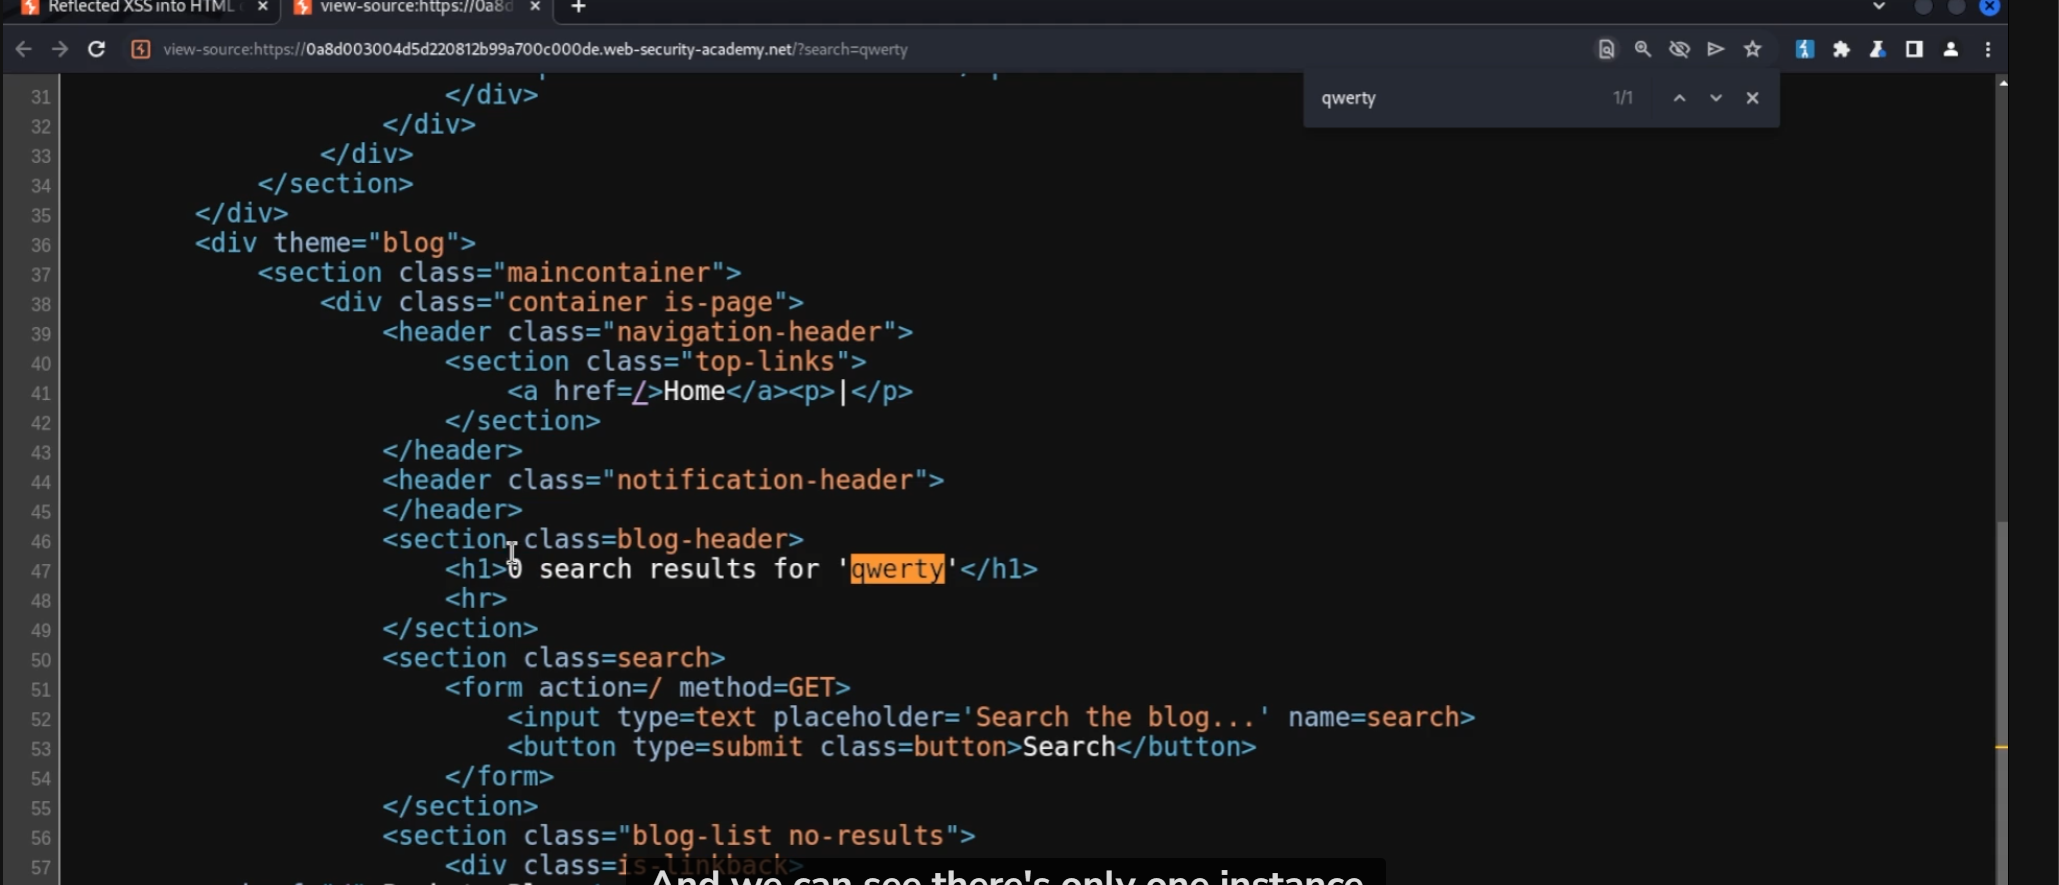 Reflected XSS into HTML
view-source:https://0a8d
view-source:https://0a8d003004d5d220812b99a700c000de.web-security-academy.net/?search=qwerty
qwerty 1/1
31 </div>
32 </div>
33 </div>
34 </section>
35 </div>
36 <div theme="blog">
37 <section class="maincontainer">
38 <div class="container is-page">
39 <header class="navigation-header">
40 <section class="top-links">
41 <a href=/>Home</a><p>|</p>
42 </section>
43 </header>
44 <header class="notification-header">
45 </header>
46 <section class=blog-header>
47 <h1>0 search results for 'qwerty'</h1>
48 <hr>
49 </section>
50 <section class=search>
51 <form action=/ method=GET>
52 <input type=text placeholder='Search the blog...' name=search>
53 <button type=submit class=button>Search</button>
54 </form>
55 </section>
56 <section class="blog-list no-results">
57 <div class=is-linkback>
And we can see there's only one instance